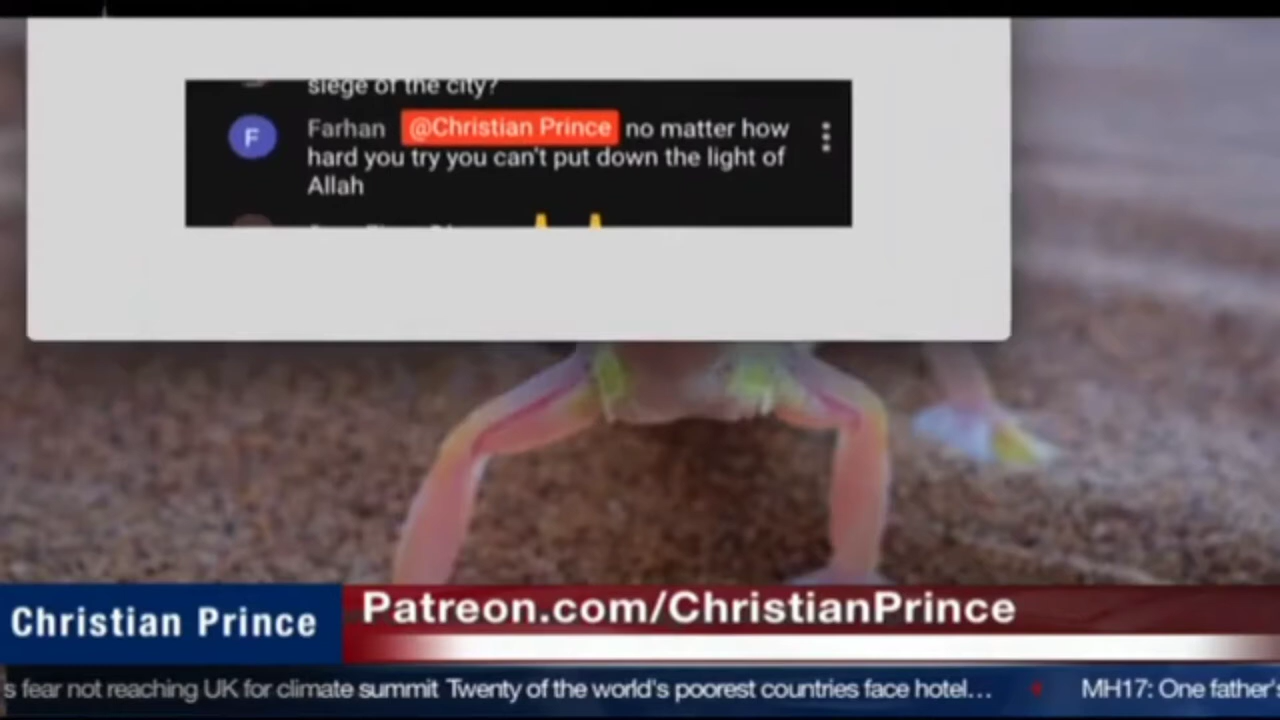 siege of the city?
F
Farhan @Christian Prince no matter how
hard you try you can't put down the light of
Allah
Christian Prince
Patreon.com/ChristianPrince
s fear not reaching UK for climate summit Twenty of the world's poorest countries face hotel… MH17: One father's